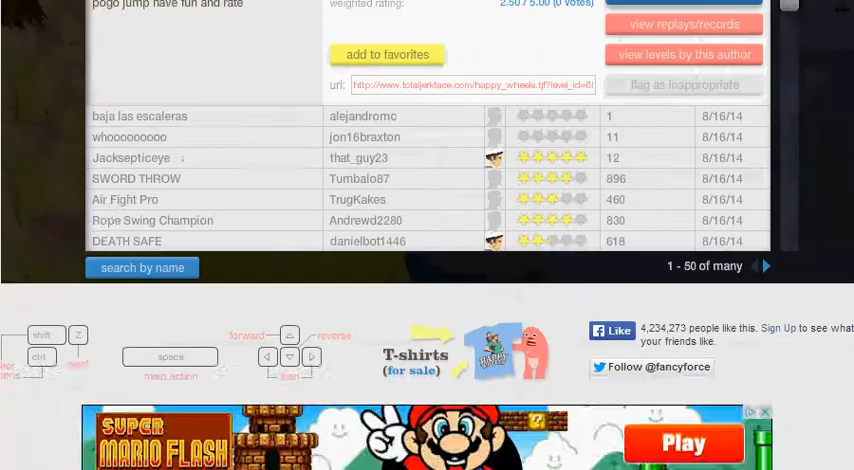 pogo jump have fun and rate
weighted rating: 2.50 / 5.00 (0 votes)
view replays/records
add to favorites
view levels by this author
url: http://www.totaljerkface.com/happy_wheels.tjf?level_id=6
flag as inappropriate
baja las escaleras alejandromc 1 8/16/14
whooooooooo jon16braxton 11 8/16/14
Jacksepticeye that_guy23 12 8/16/14
SWORD THROW Tumbalo87 896 8/16/14
Air Fight Pro TrugKakes 460 8/16/14
Rope Swing Champion Andrewd2280 830 8/16/14
DEATH SAFE danielbot1446 618 8/16/14
search by name
1 - 50 of many
shift Z
forward reverse
ctrl eject
space
main action lean
T-shirts
(for sale)
HAPPY WHEELS
Like 4,234,273 people like this. Sign Up to see what
your friends like.
Follow @fancyforce
SUPER
MARIO FLASH
Play